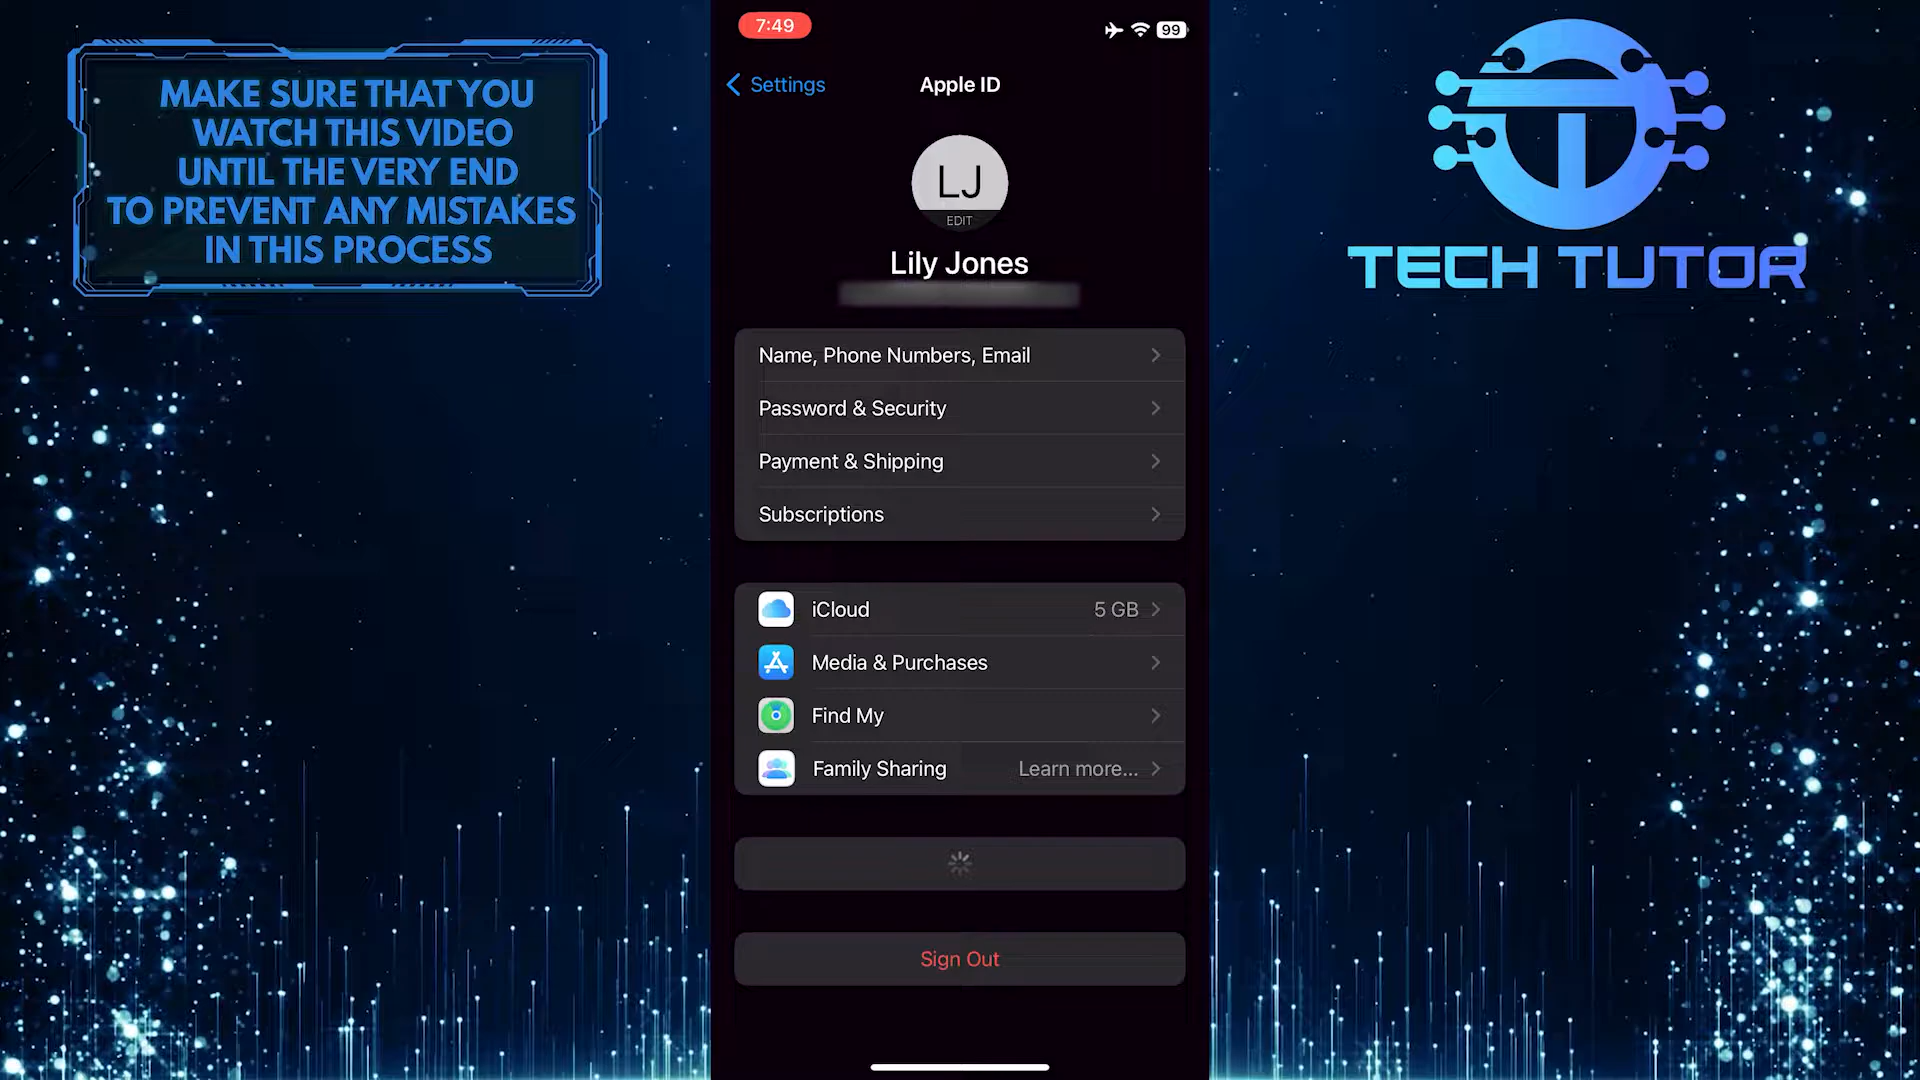 MAKE SURE THAT YOU
WATCH THIS VIDEO
UNTIL THE VERY END
TO PREVENT ANY MISTAKES
IN THIS PROCESS
7:49
99
Settings
Apple ID
LJ
EDIT
Lily Jones
Name, Phone Numbers, Email
Password & Security
Payment & Shipping
Subscriptions
iCloud 5 GB
Media & Purchases
Find My
Family Sharing Learn more...
Sign Out
TECH TUTOR